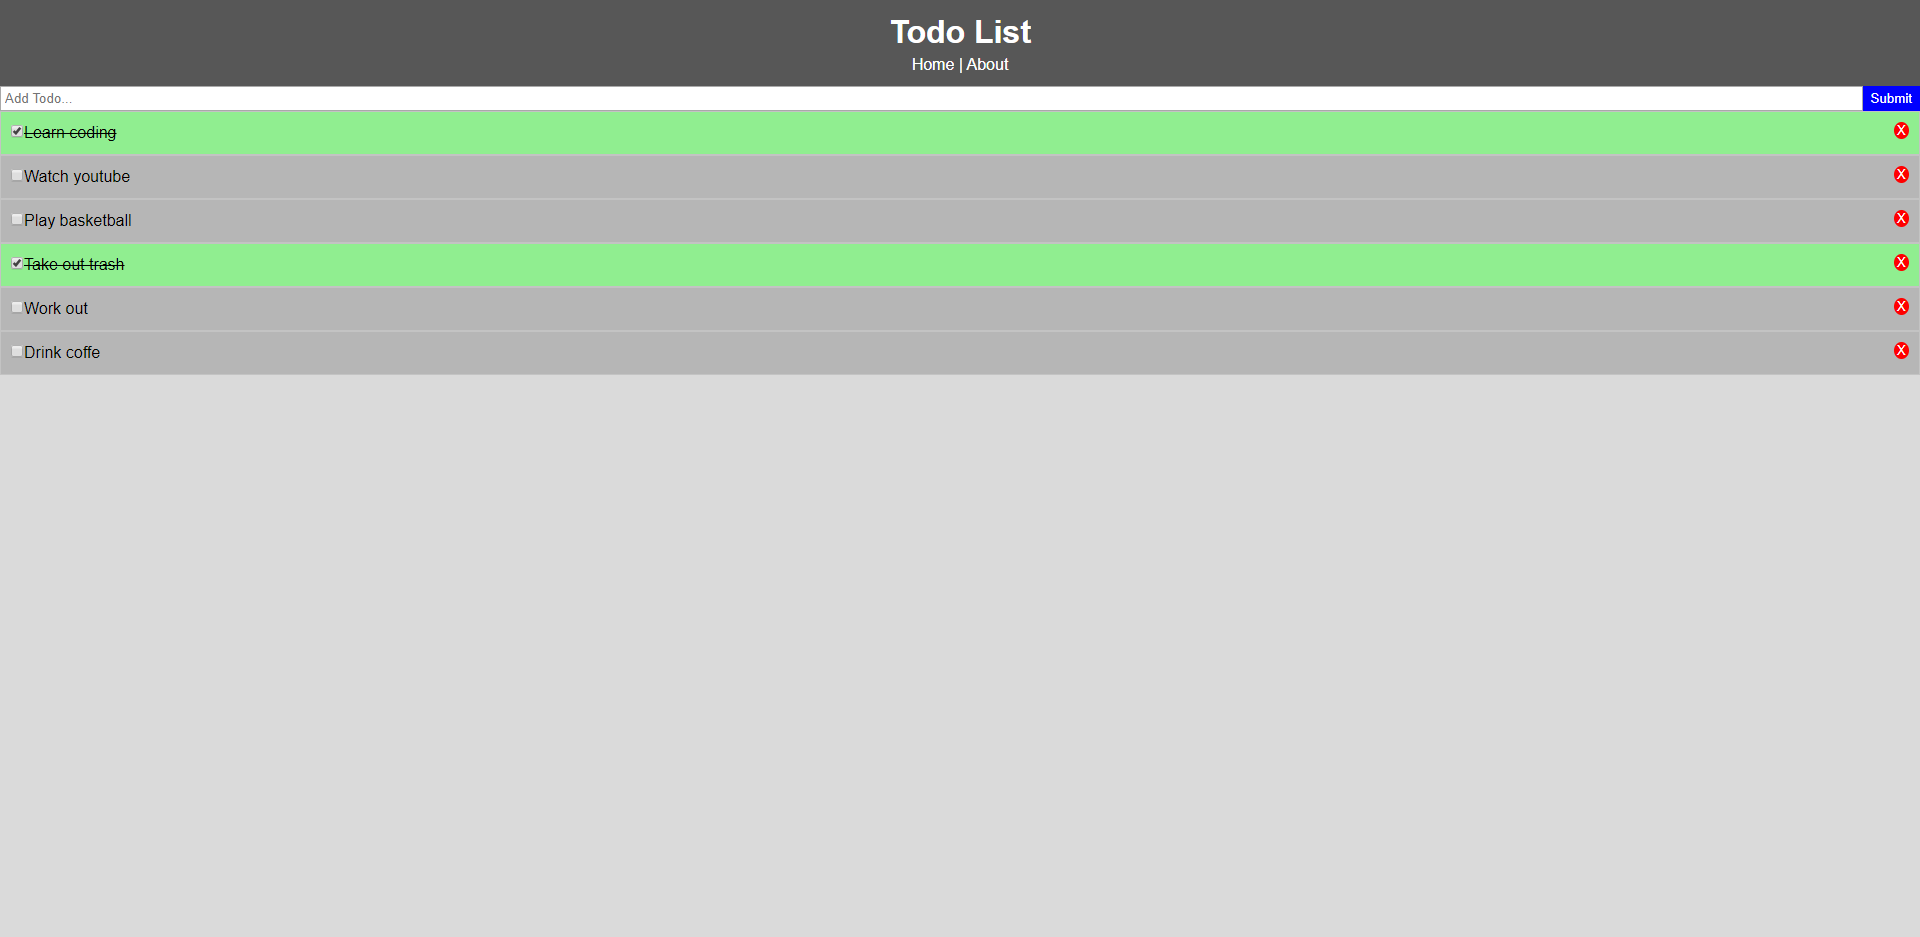 Todo List
Home | About
Add Todo...
Submit
Learn coding
X
Watch youtube
X
Play basketball
X
Take out trash
X
Work out
X
Drink coffe
X